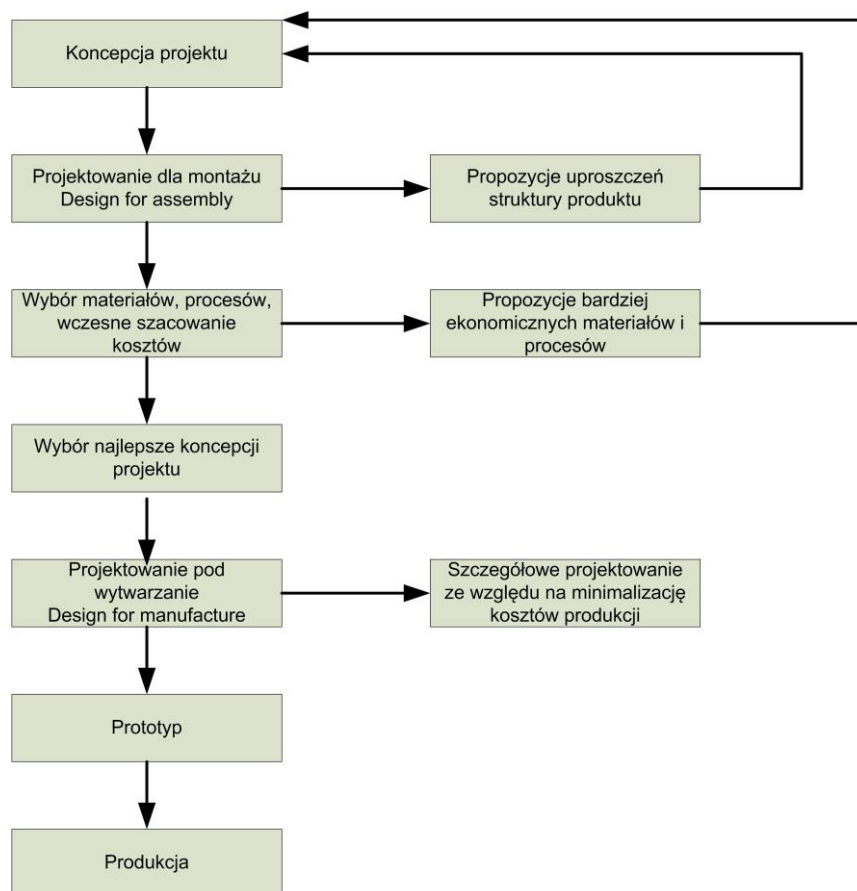 Koncepcja projektu
Projektowanie dla montażu
Design for assembly
Propozycje uproszczeń
struktury produktu
Wybór materiałów, procesów,
wczesne szacowanie
kosztów
Propozycje bardziej
ekonomicznych materiałów i
procesów
Wybór najlepsze koncepcji
projektu
Projektowanie pod
wytwarzanie
Design for manufacture
Szczegółowe projektowanie
ze względu na minimalizację
kosztów produkcji
Prototyp
Produkcja